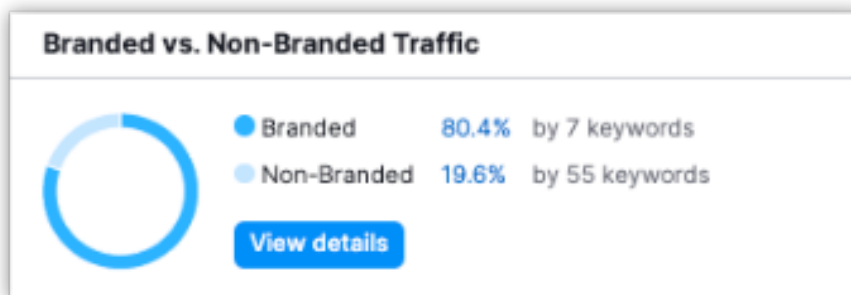 Branded vs. Non-Branded Traffic
Branded 80.4% by 7 keywords
Non-Branded 19.6% by 55 keywords
View details